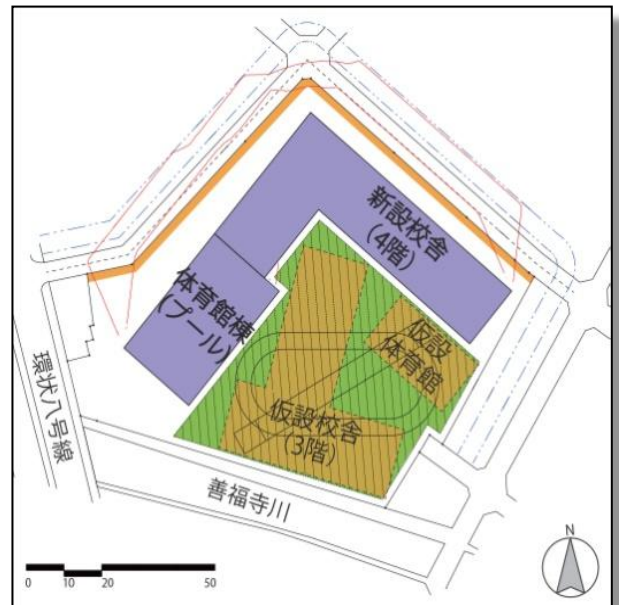 新設校舎
(4階)
体育館棟
(プール)
仮設
体育館
仮設校舎
(3階)
環状八号線
善福寺川
0 10 20 50
N